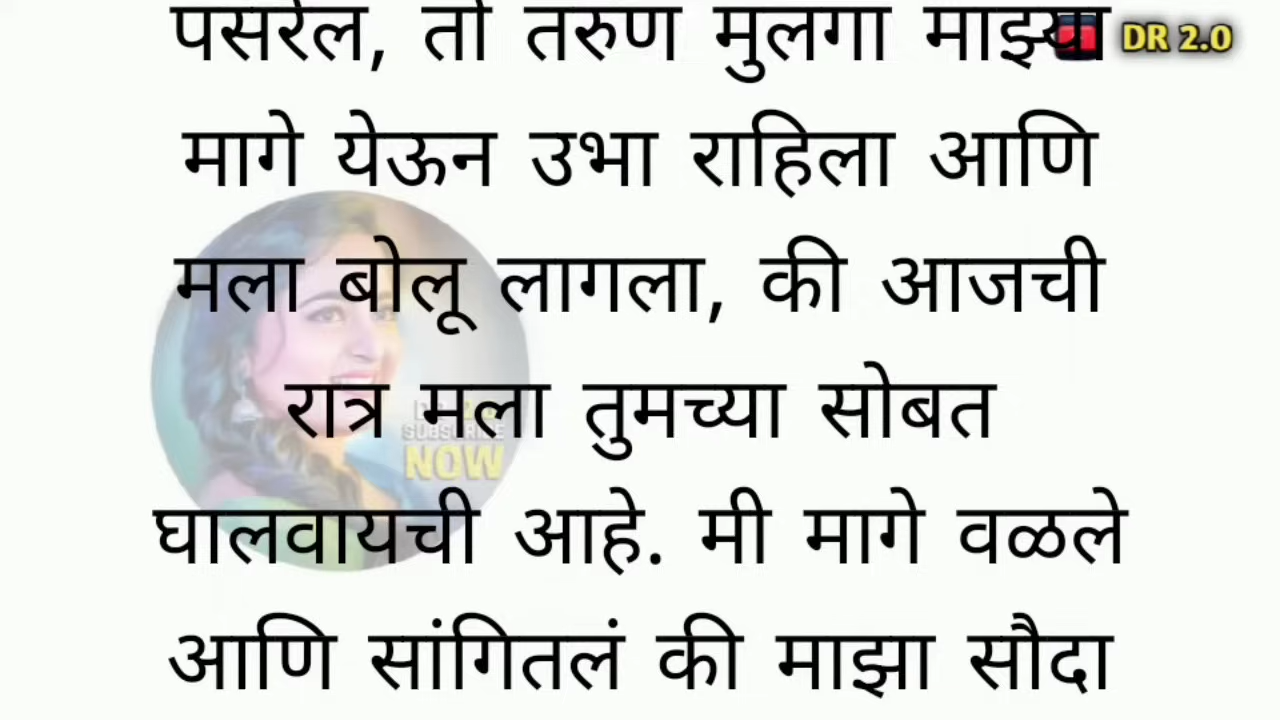 पसरेल, तो तरुण मुलगा माझ्या
DR 2.0
मागे येऊन उभा राहिला आणि
मला बोलू लागला, की आजची
रात्र मला तुमच्या सोबत
SUBSCRIBE
NOW
घालवायची आहे. मी मागे वळले
आणि सांगितलं की माझा सौदा